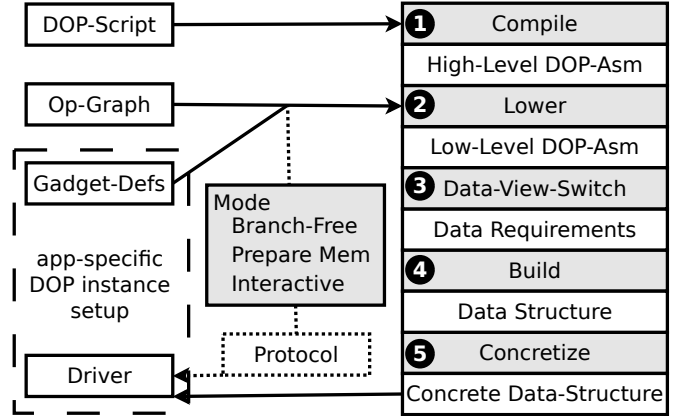 DOP-Script
Op-Graph
Gadget-Defs
app-specific
DOP instance
setup
Driver
Mode
Branch-Free
Prepare Mem
Interactive
Protocol
1 Compile
High-Level DOP-Asm
2 Lower
Low-Level DOP-Asm
3 Data-View-Switch
Data Requirements
4 Build
Data Structure
5 Concretize
Concrete Data-Structure